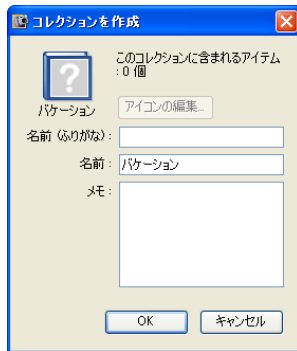 コレクションを作成
このコレクションに含まれるアイテム
: 0 個
バケーション
アイコンの編集...
名前 (ふりがな) :
名前 : バケーション
メモ :
OK キャンセル